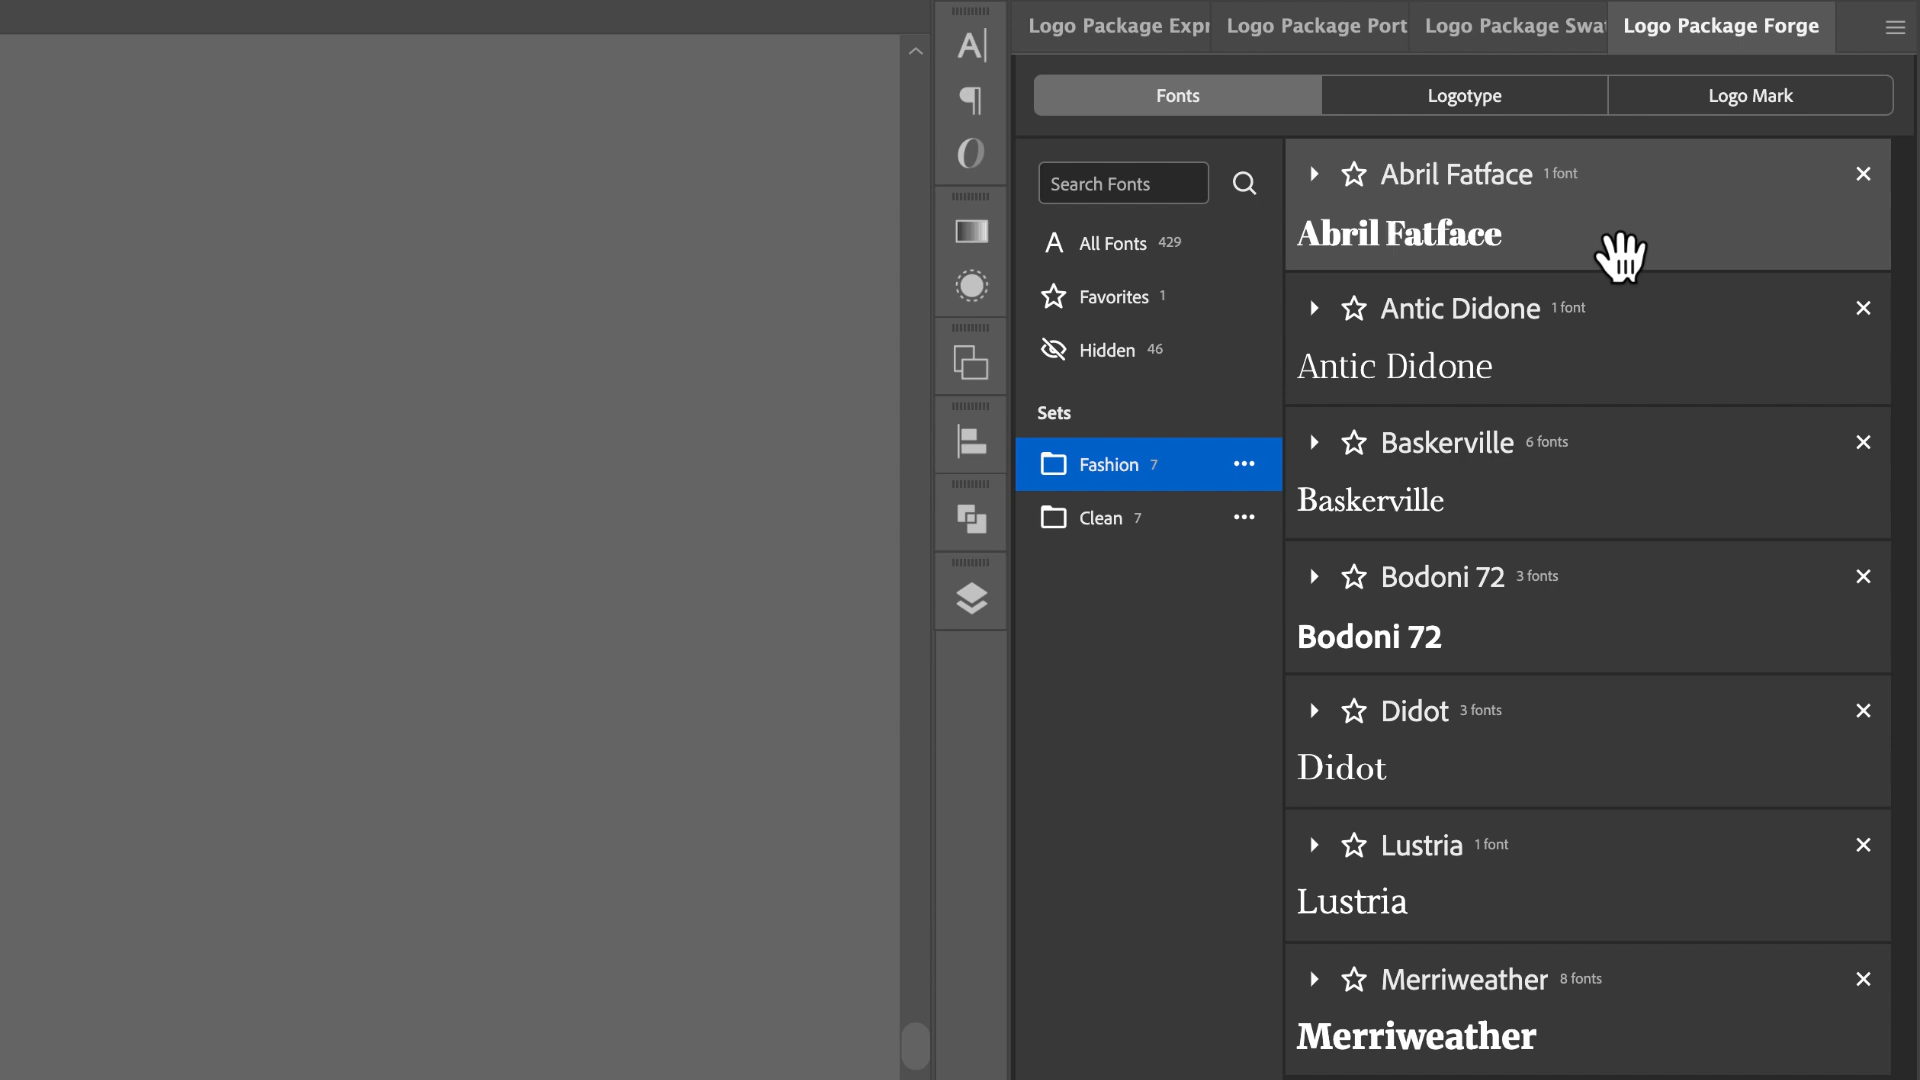 Logo Package Expr
Logo Package Port
Logo Package Swa
Logo Package Forge
Fonts
Logotype
Logo Mark
Search Fonts
All Fonts 429
Favorites 1
Hidden 46
Sets
Fashion 7
Clean 7
Abril Fatface 1 font
Abril Fatface
Antic Didone 1 font
Antic Didone
Baskerville 6 fonts
Baskerville
Bodoni 72 3 fonts
Bodoni 72
Didot 3 fonts
Didot
Lustria 1 font
Lustria
Merriweather 8 fonts
Merriweather